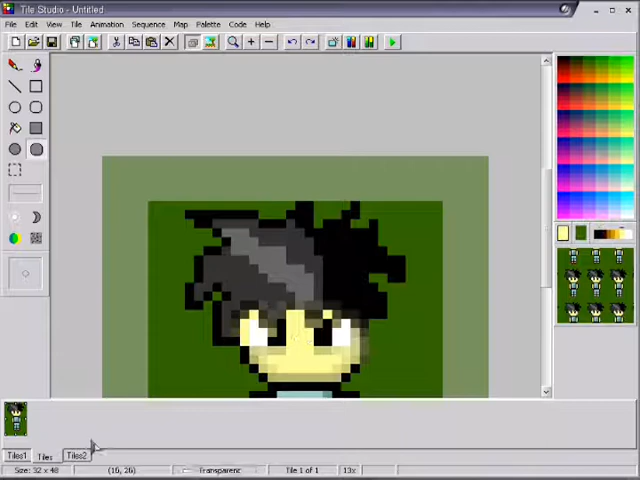 Tile Studio - Untitled
File Edit View Tile Animation Sequence Map Palette Code Help
Tiles1 Tiles Tiles2
Size: 32 x 48 (16, 26) Transparent Tile 1 of 1 13x